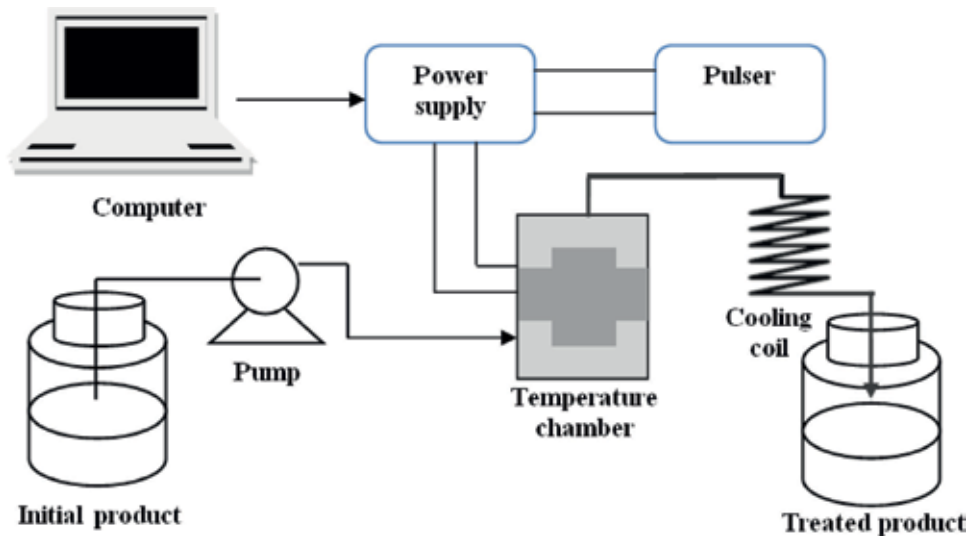 Power
supply
Pulser
Computer
Pump
Cooling
coil
Temperature
chamber
Initial product
Treated product